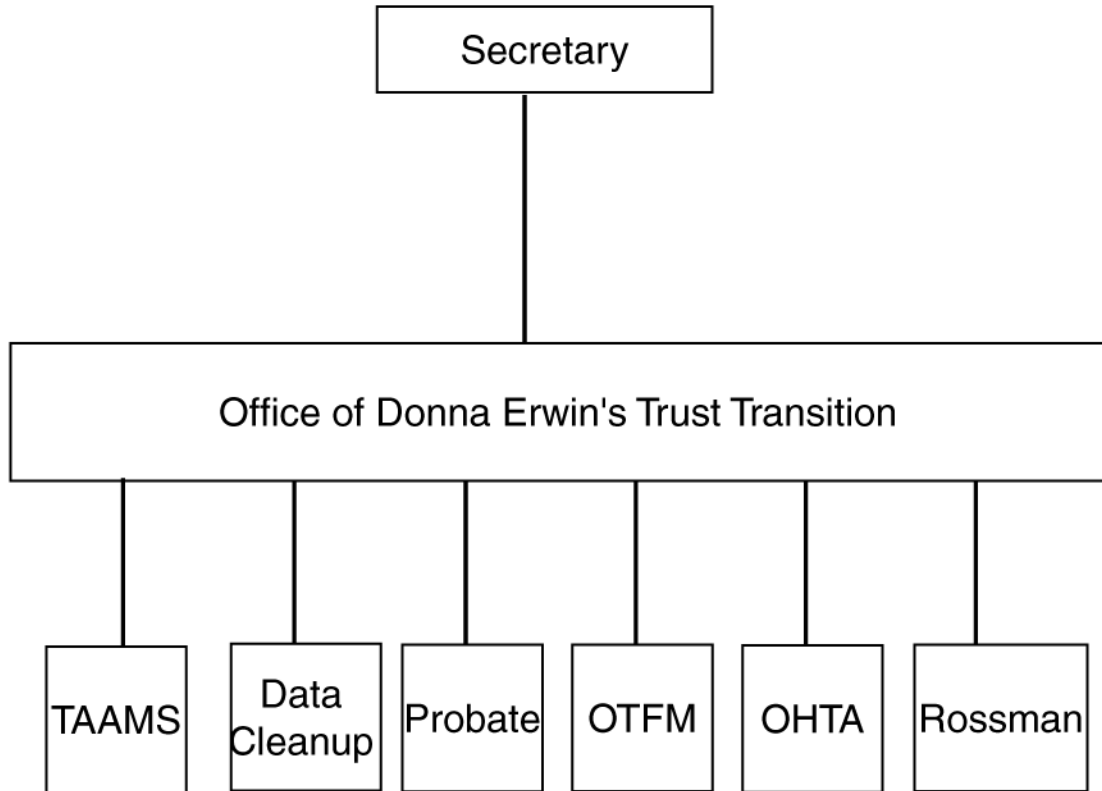 Secretary
Office of Donna Erwin's Trust Transition
TAAMS
Data
Cleanup
Probate
OTFM
OHTA
Rossman